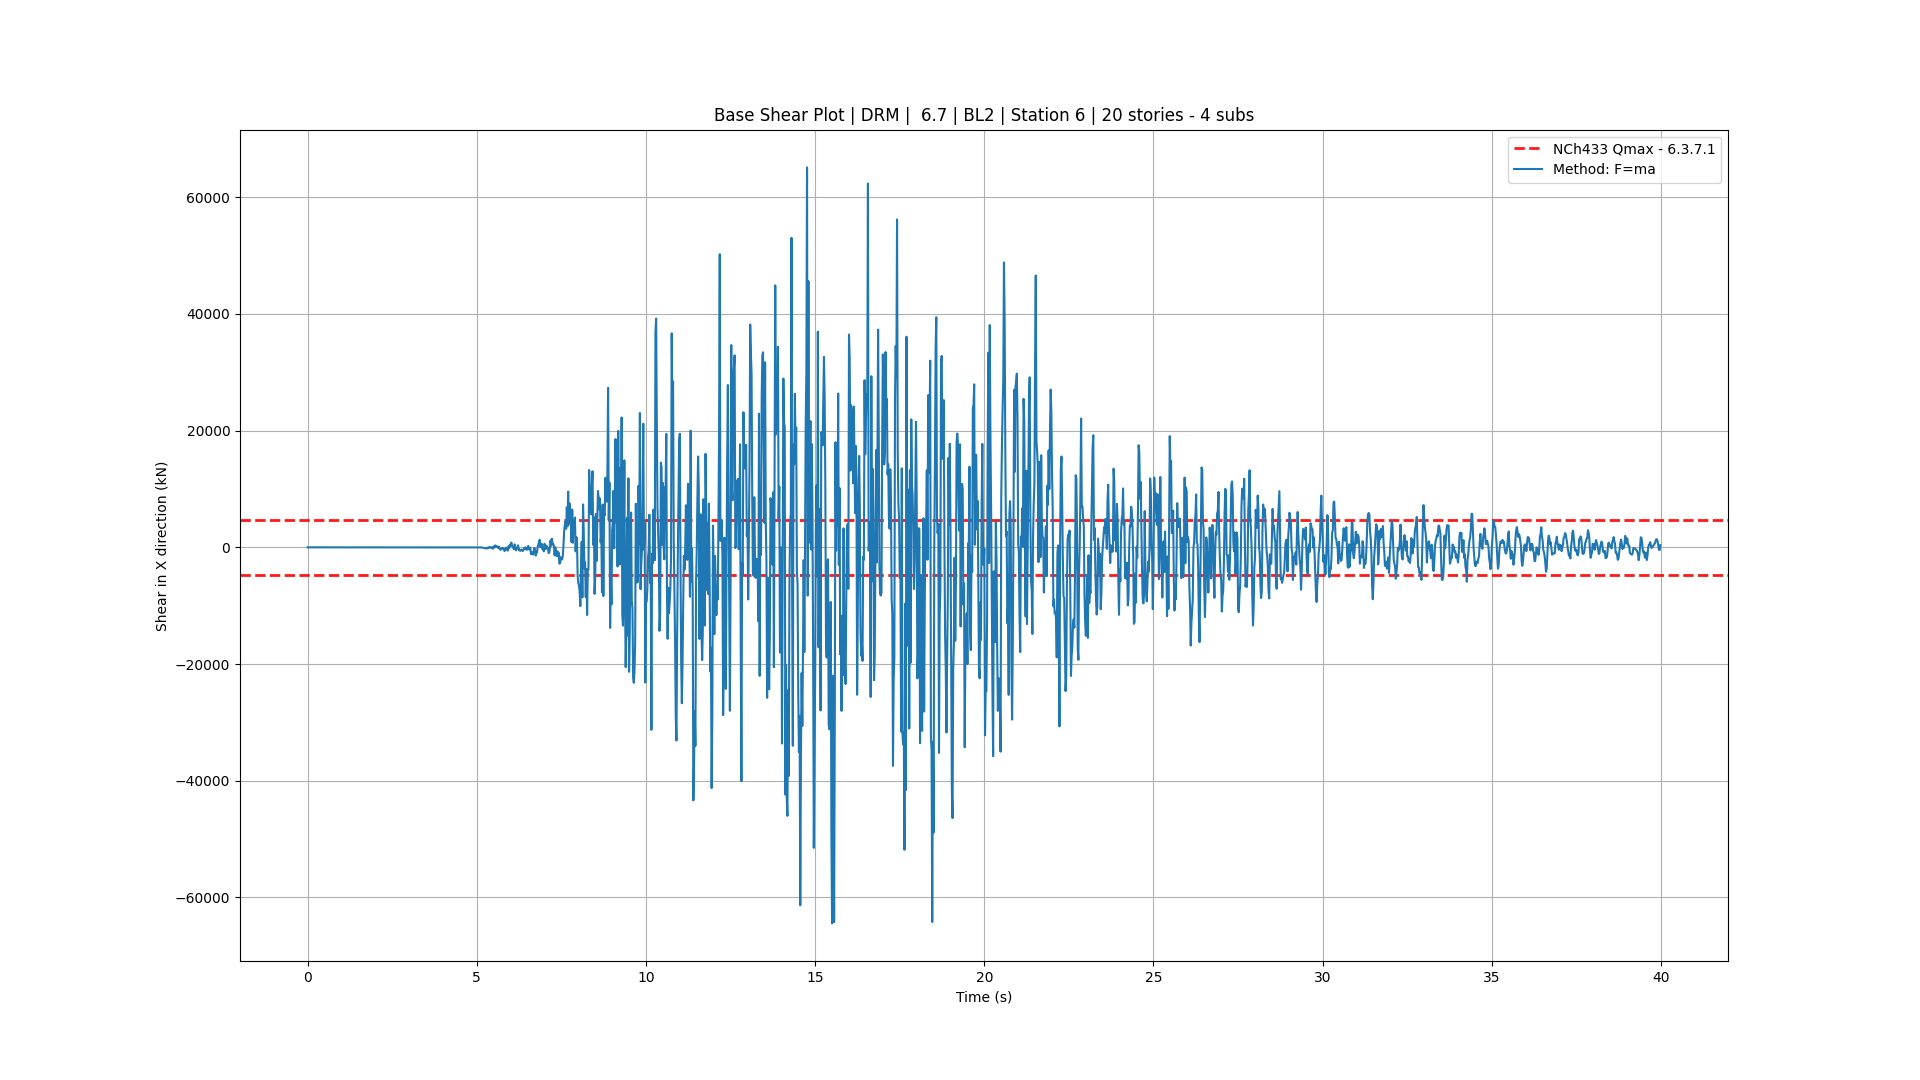 Base Shear Plot | DRM |  6.7 | BL2 | Station 6 | 20 stories - 4 subs
NCh433 Qmax - 6.3.7.1
Method: F=ma
Shear in X direction (kN)
60000
40000
20000
0
−20000
−40000
−60000
0 5 10 15 20 25 30 35 40
Time (s)